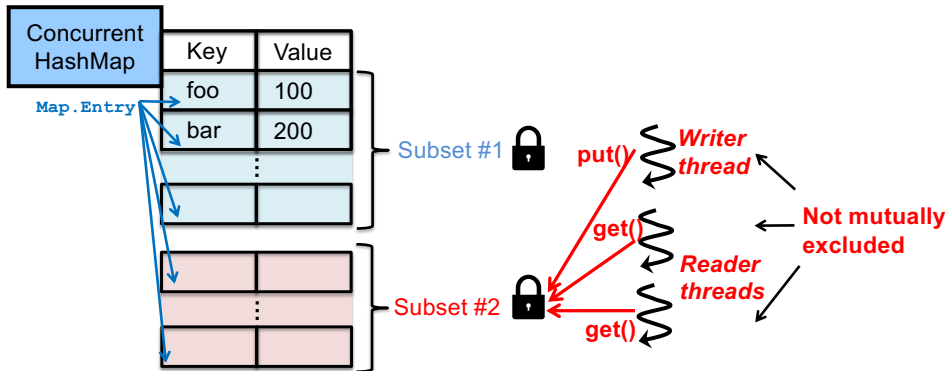 Concurrent
HashMap
Key Value
foo 100
Map.Entry
bar 200
Subset #1
put()
Writer
thread
get()
Not mutually
excluded
Reader
threads
Subset #2
get()